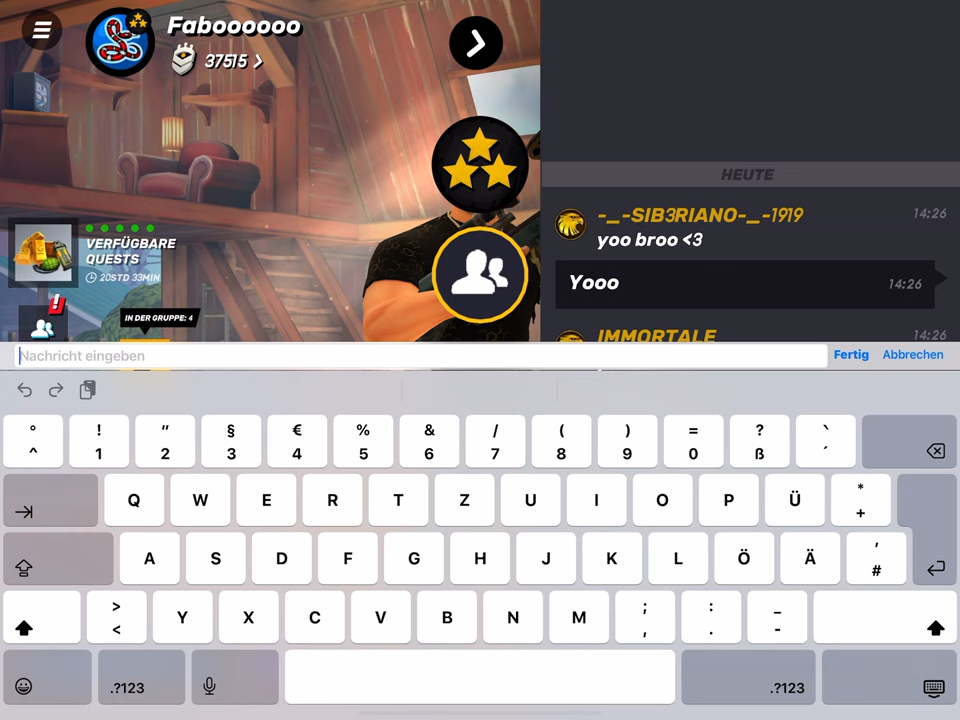 Faboooooo
37515
HEUTE
-_-SIB3RIANO-_-1919 14:26
yoo broo <3
Yooo 14:26
IMMORTALE 14:26
VERFÜGBARE
QUESTS
20STD 33MIN
!
IN DER GRUPPE: 4
Nachricht eingeben Fertig Abbrechen
° ! " § € % & / ( ) = ? `
^ 1 2 3 4 5 6 7 8 9 0 ß ´
Q W E R T Z U I O P Ü * +
A S D F G H J K L Ö Ä ' #
> < Y X C V B N M ; , : . _ -
.?123 .?123